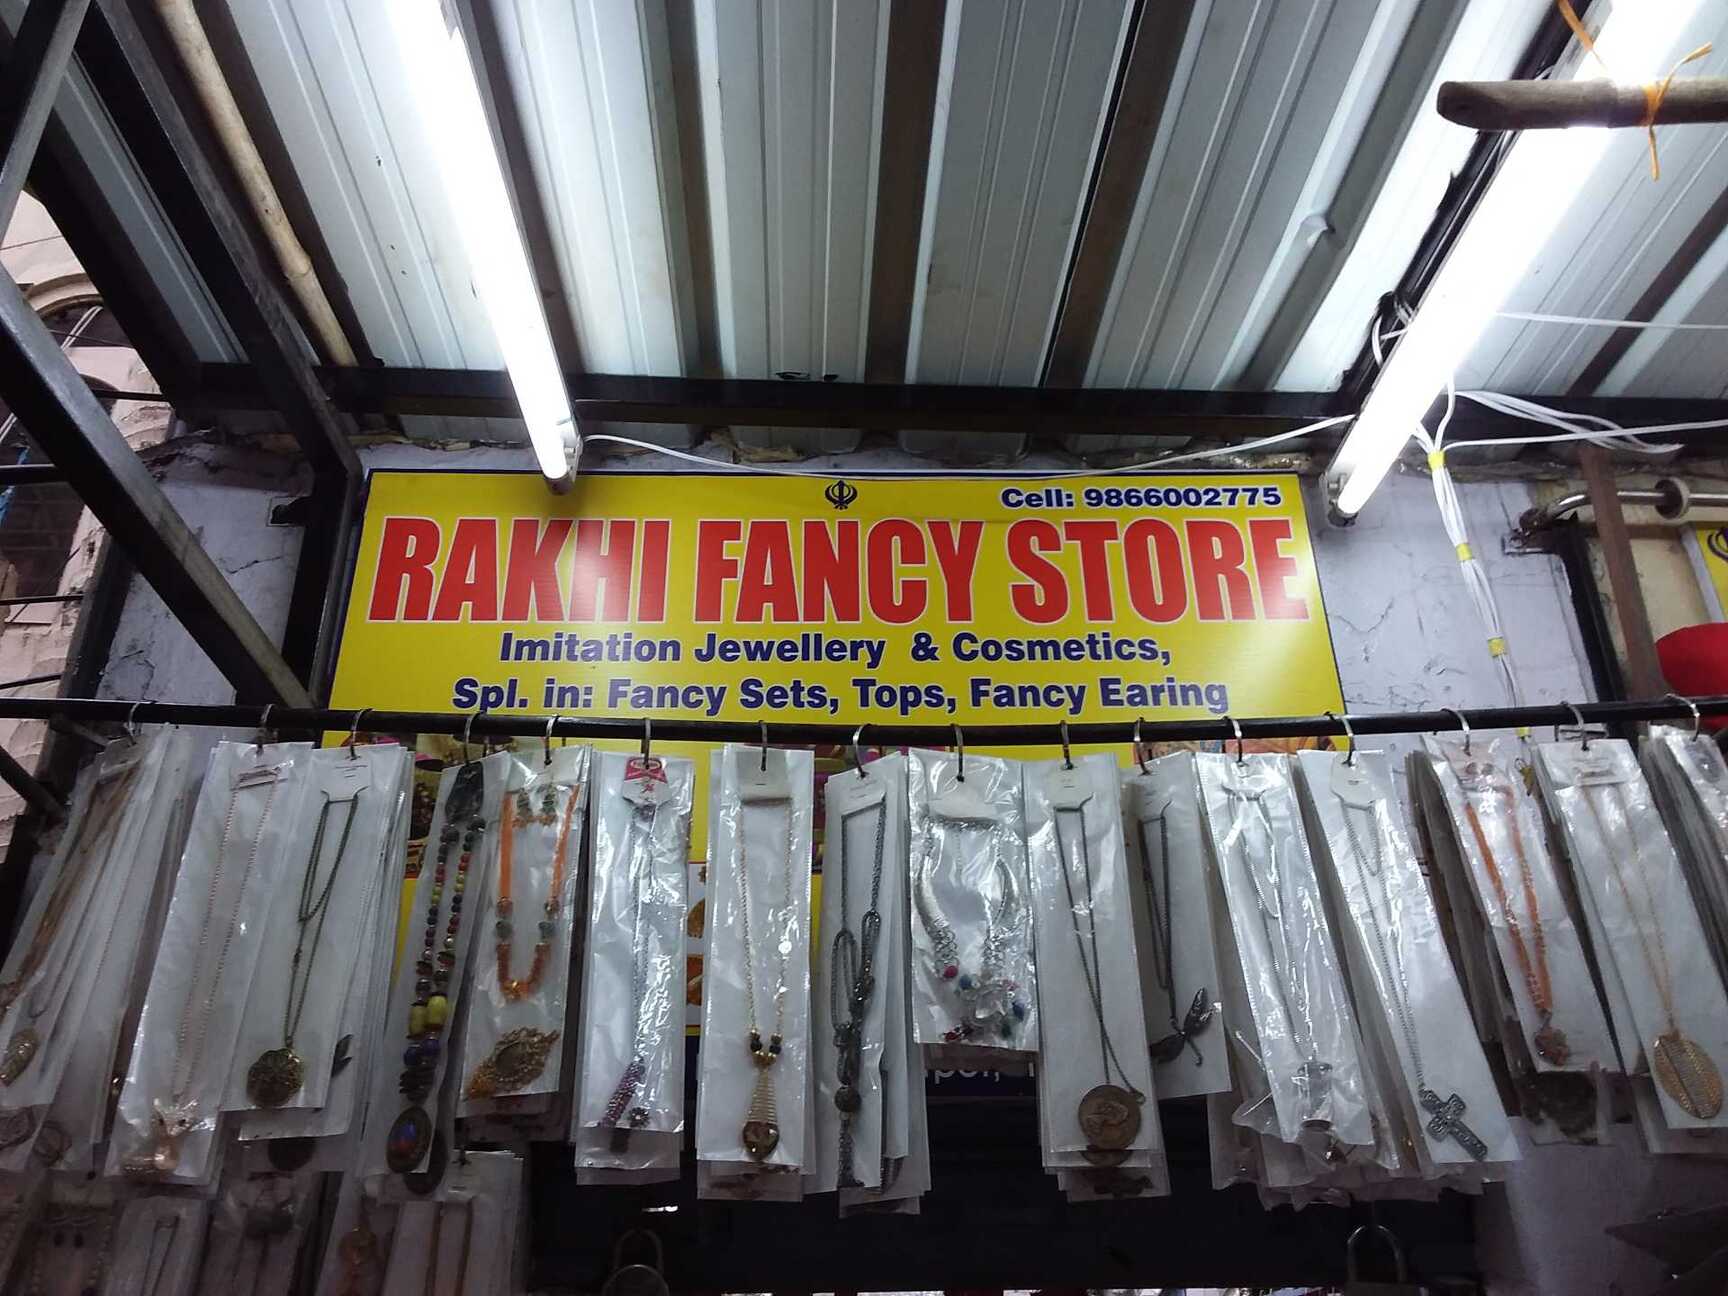 Cell: 9866002775
RAKHI FANCY STORE
Imitation Jewellery & Cosmetics,
Spl. in: Fancy Sets, Tops, Fancy Earing